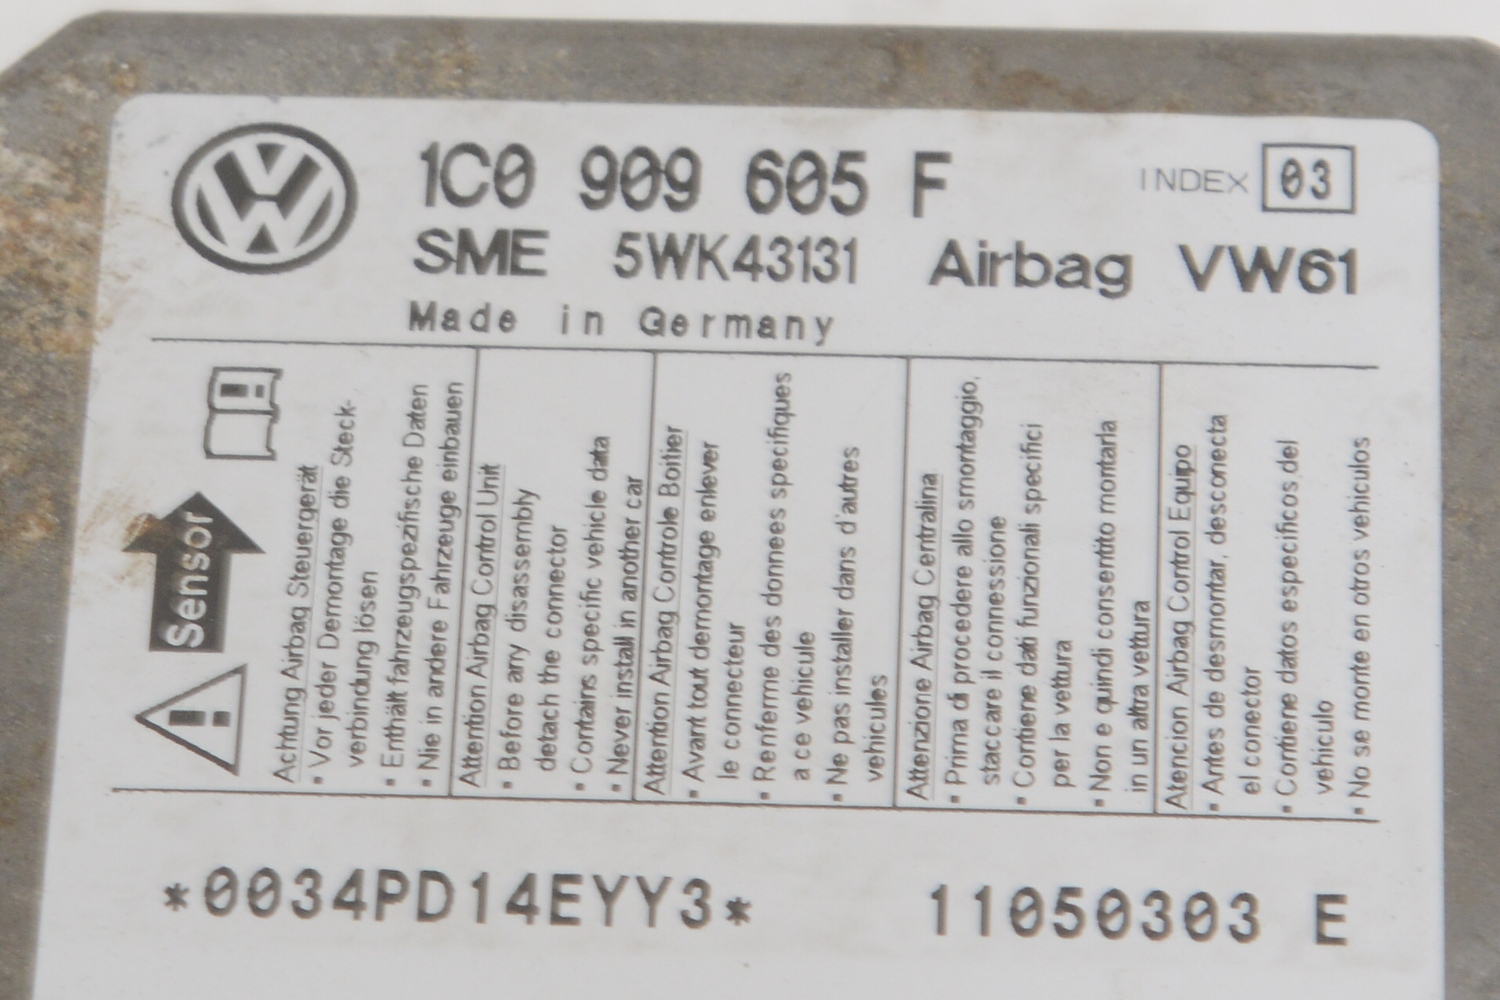 1C0 909 605 F
INDEX 03
SME 5WK43131 Airbag VW61
Made in Germany
Sensor
Achtung Airbag Steuergerät
• Vor jeder Demontage die Steck-
verbindung lösen
• Enthält fahrzeugspezifische Daten
• Nie in andere Fahrzeuge einbauen
Attention Airbag Control Unit
• Before any disassembly
detach the connector
• Contains specific vehicle data
• Never install in another car
Attention Airbag Controle Boitier
• Avant tout demontage enlever
le connecteur
• Renferme des donnees specifiques
a ce vehicule
• Ne pas installer dans d'autres
vehicules
Attenzione Airbag Centralina
• Prima di procedere allo smontaggio,
staccare il connessione
• Contiene dati funzionali specifici
per la vettura
• Non e quindi consentito montarla
in un altra vettura
Atencion Airbag Control Equipo
• Antes de desmontar, desconecta
el conector
• Contiene datos especificos del
vehiculo
• No se monte en otros vehiculos
*0034PD14EYY3*
11050303 E